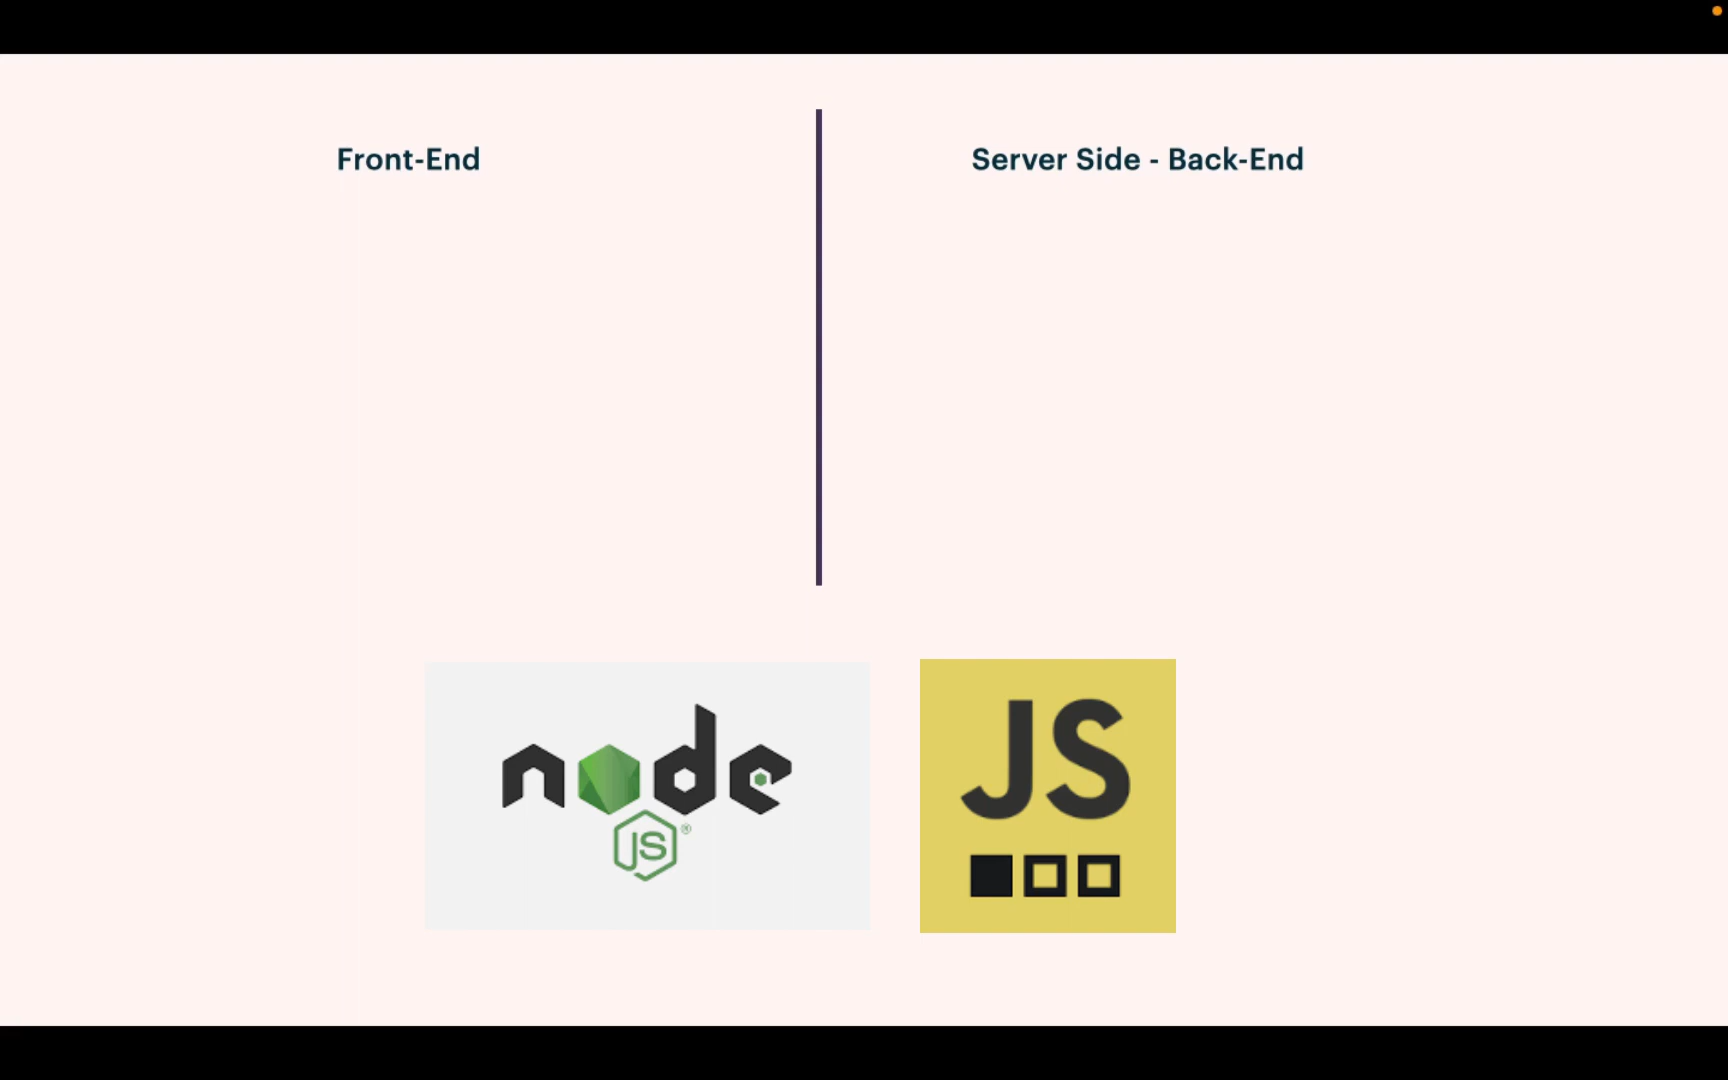 Front-End
Server Side - Back-End
node
JS ®
JS